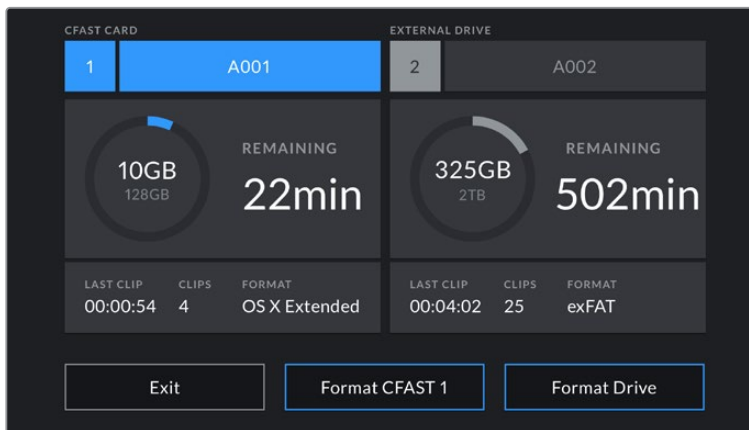 CFAST CARD
1 A001
10GB
128GB
REMAINING
22min
LAST CLIP CLIPS FORMAT
00:00:54 4 OS X Extended
EXTERNAL DRIVE
2 A002
325GB
2TB
REMAINING
502min
LAST CLIP CLIPS FORMAT
00:04:02 25 exFAT
Exit Format CFAST 1 Format Drive